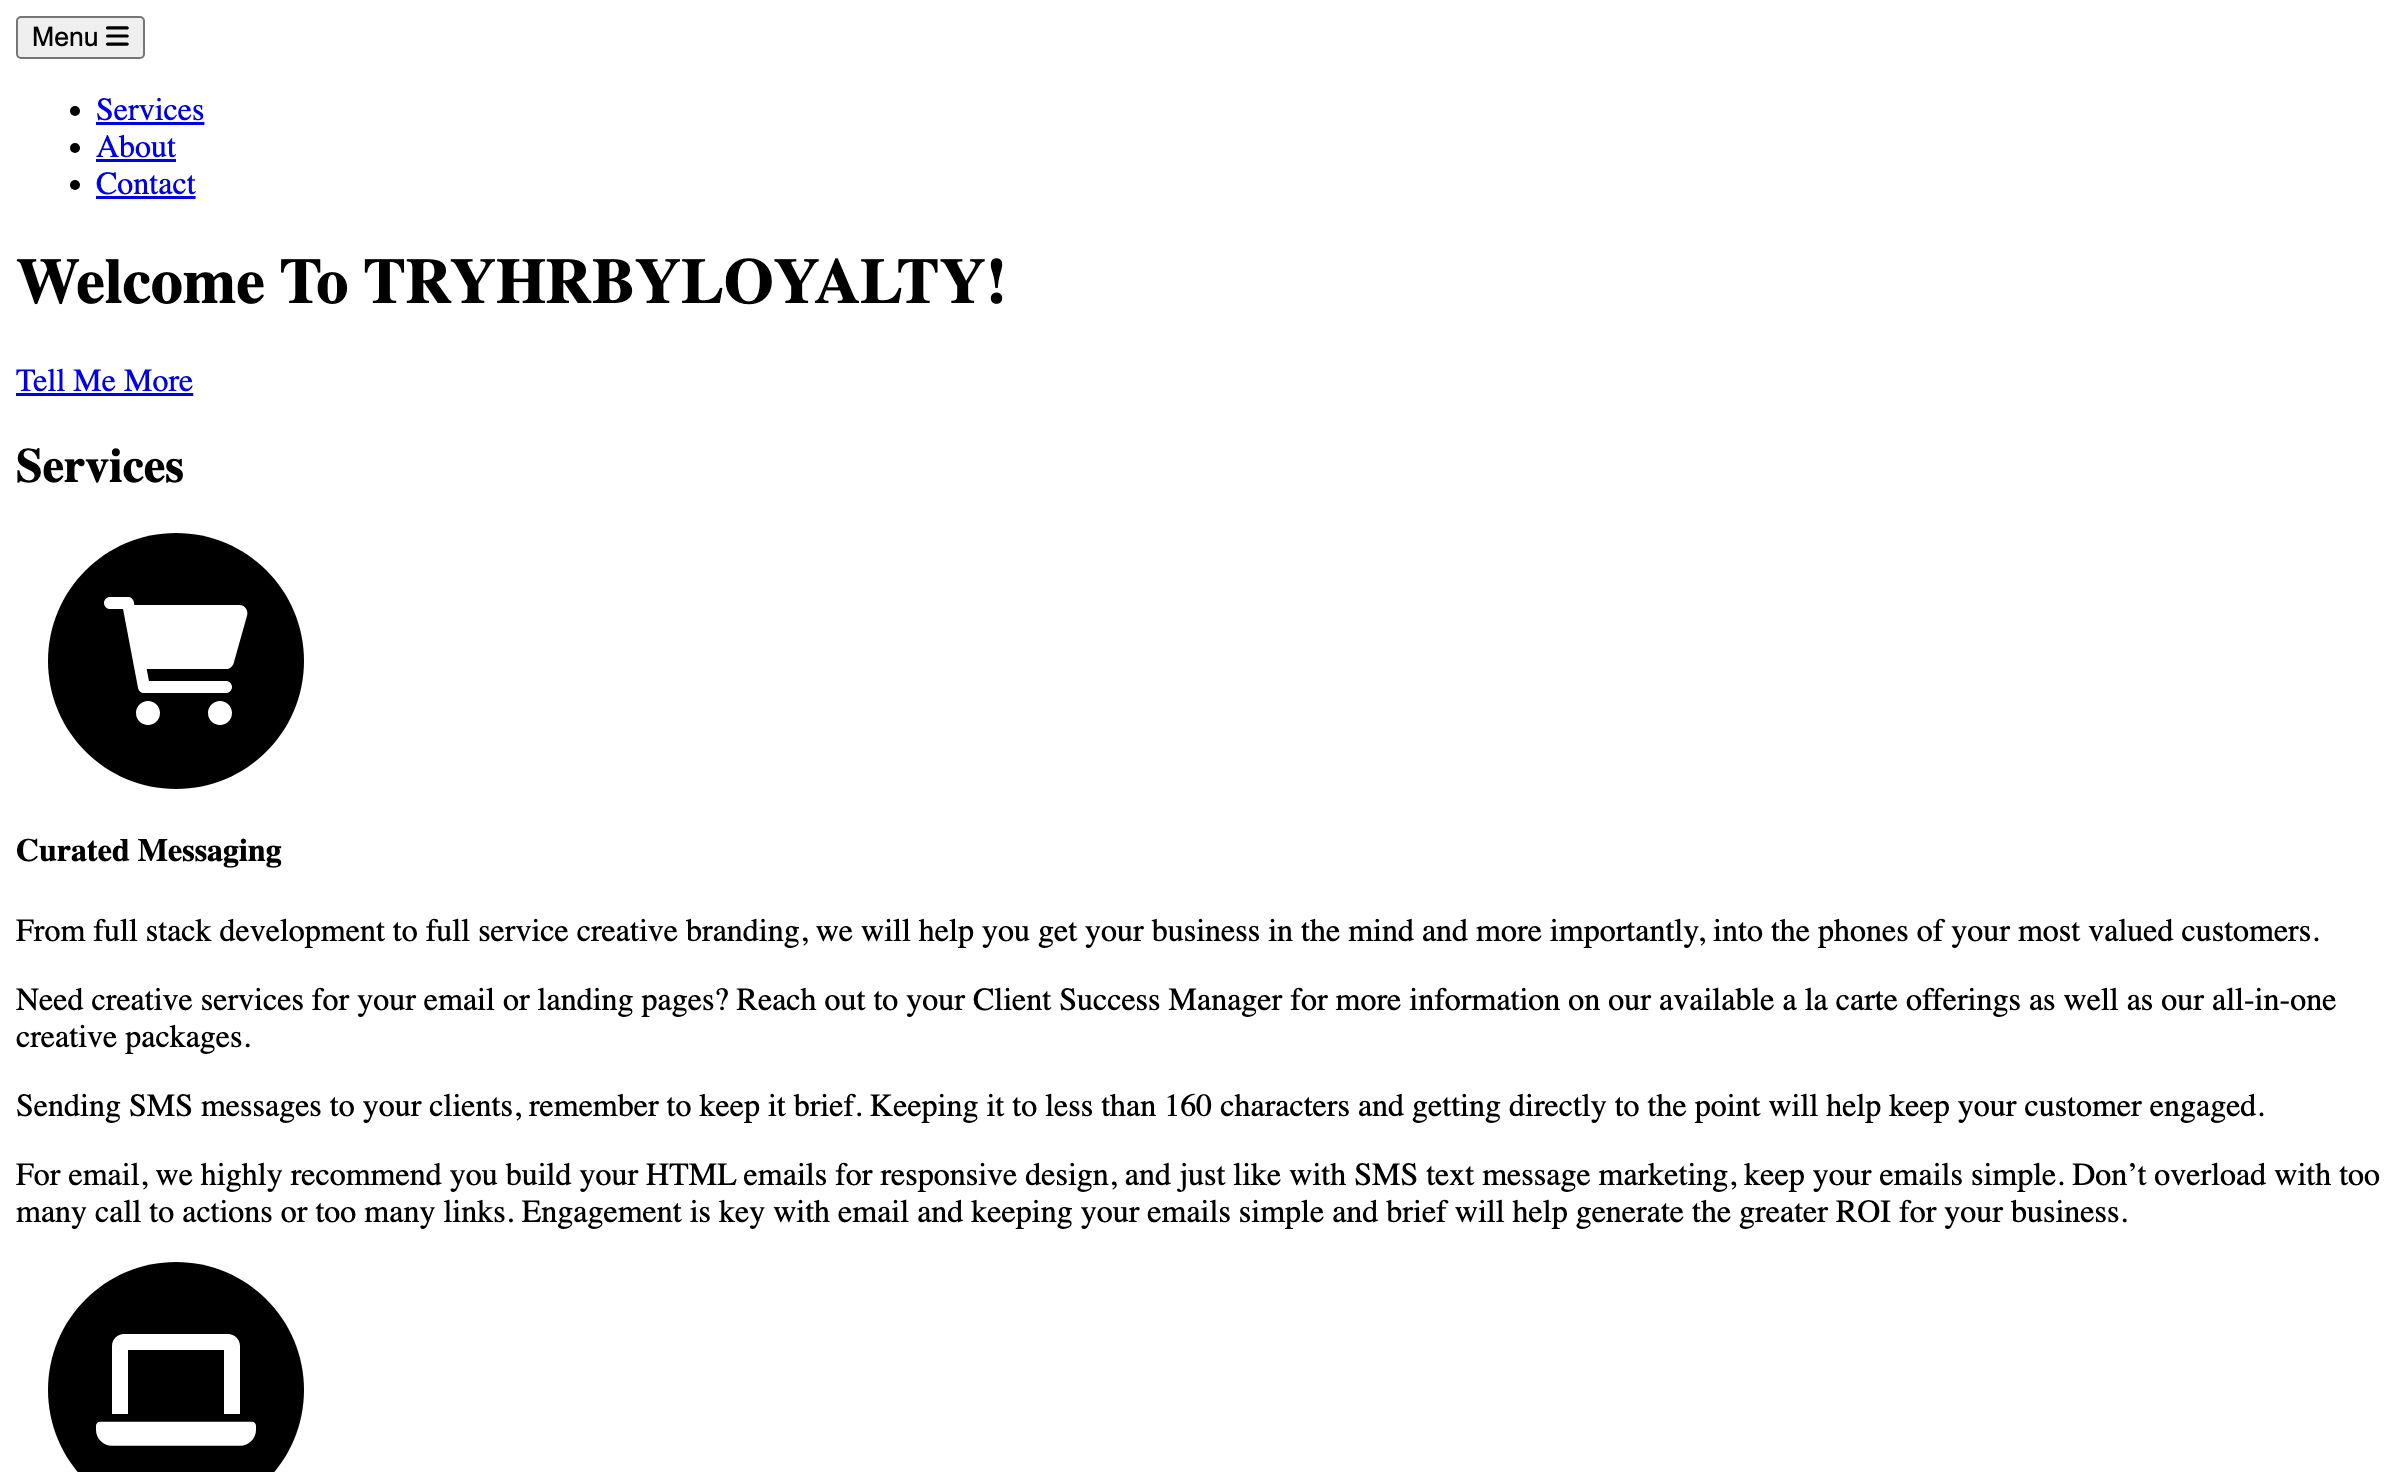 Menu
Services
About
Contact
Welcome To TRYHRBYLOYALTY!
Tell Me More
Services
Curated Messaging
From full stack development to full service creative branding, we will help you get your business in the mind and more importantly, into the phones of your most valued customers.
Need creative services for your email or landing pages? Reach out to your Client Success Manager for more information on our available a la carte offerings as well as our all-in-one
creative packages.
Sending SMS messages to your clients, remember to keep it brief. Keeping it to less than 160 characters and getting directly to the point will help keep your customer engaged.
For email, we highly recommend you build your HTML emails for responsive design, and just like with SMS text message marketing, keep your emails simple. Don’t overload with too
many call to actions or too many links. Engagement is key with email and keeping your emails simple and brief will help generate the greater ROI for your business.